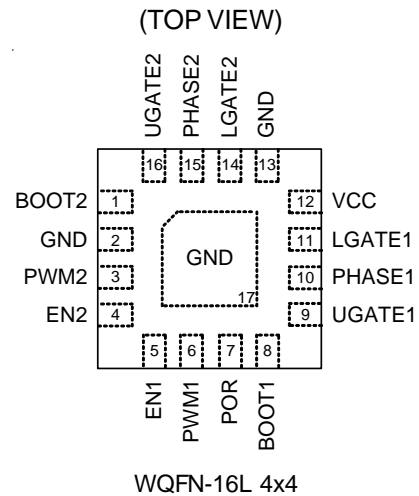 (TOP VIEW)
UGATE2
PHASE2
LGATE2
GND
16 15 14 13
BOOT2 1 12 VCC
GND 2 11 LGATE1
GND
PWM2 3 10 PHASE1
17
EN2 4 9 UGATE1
5 6 7 8
EN1
PWM1
POR
BOOT1
WQFN-16L 4x4